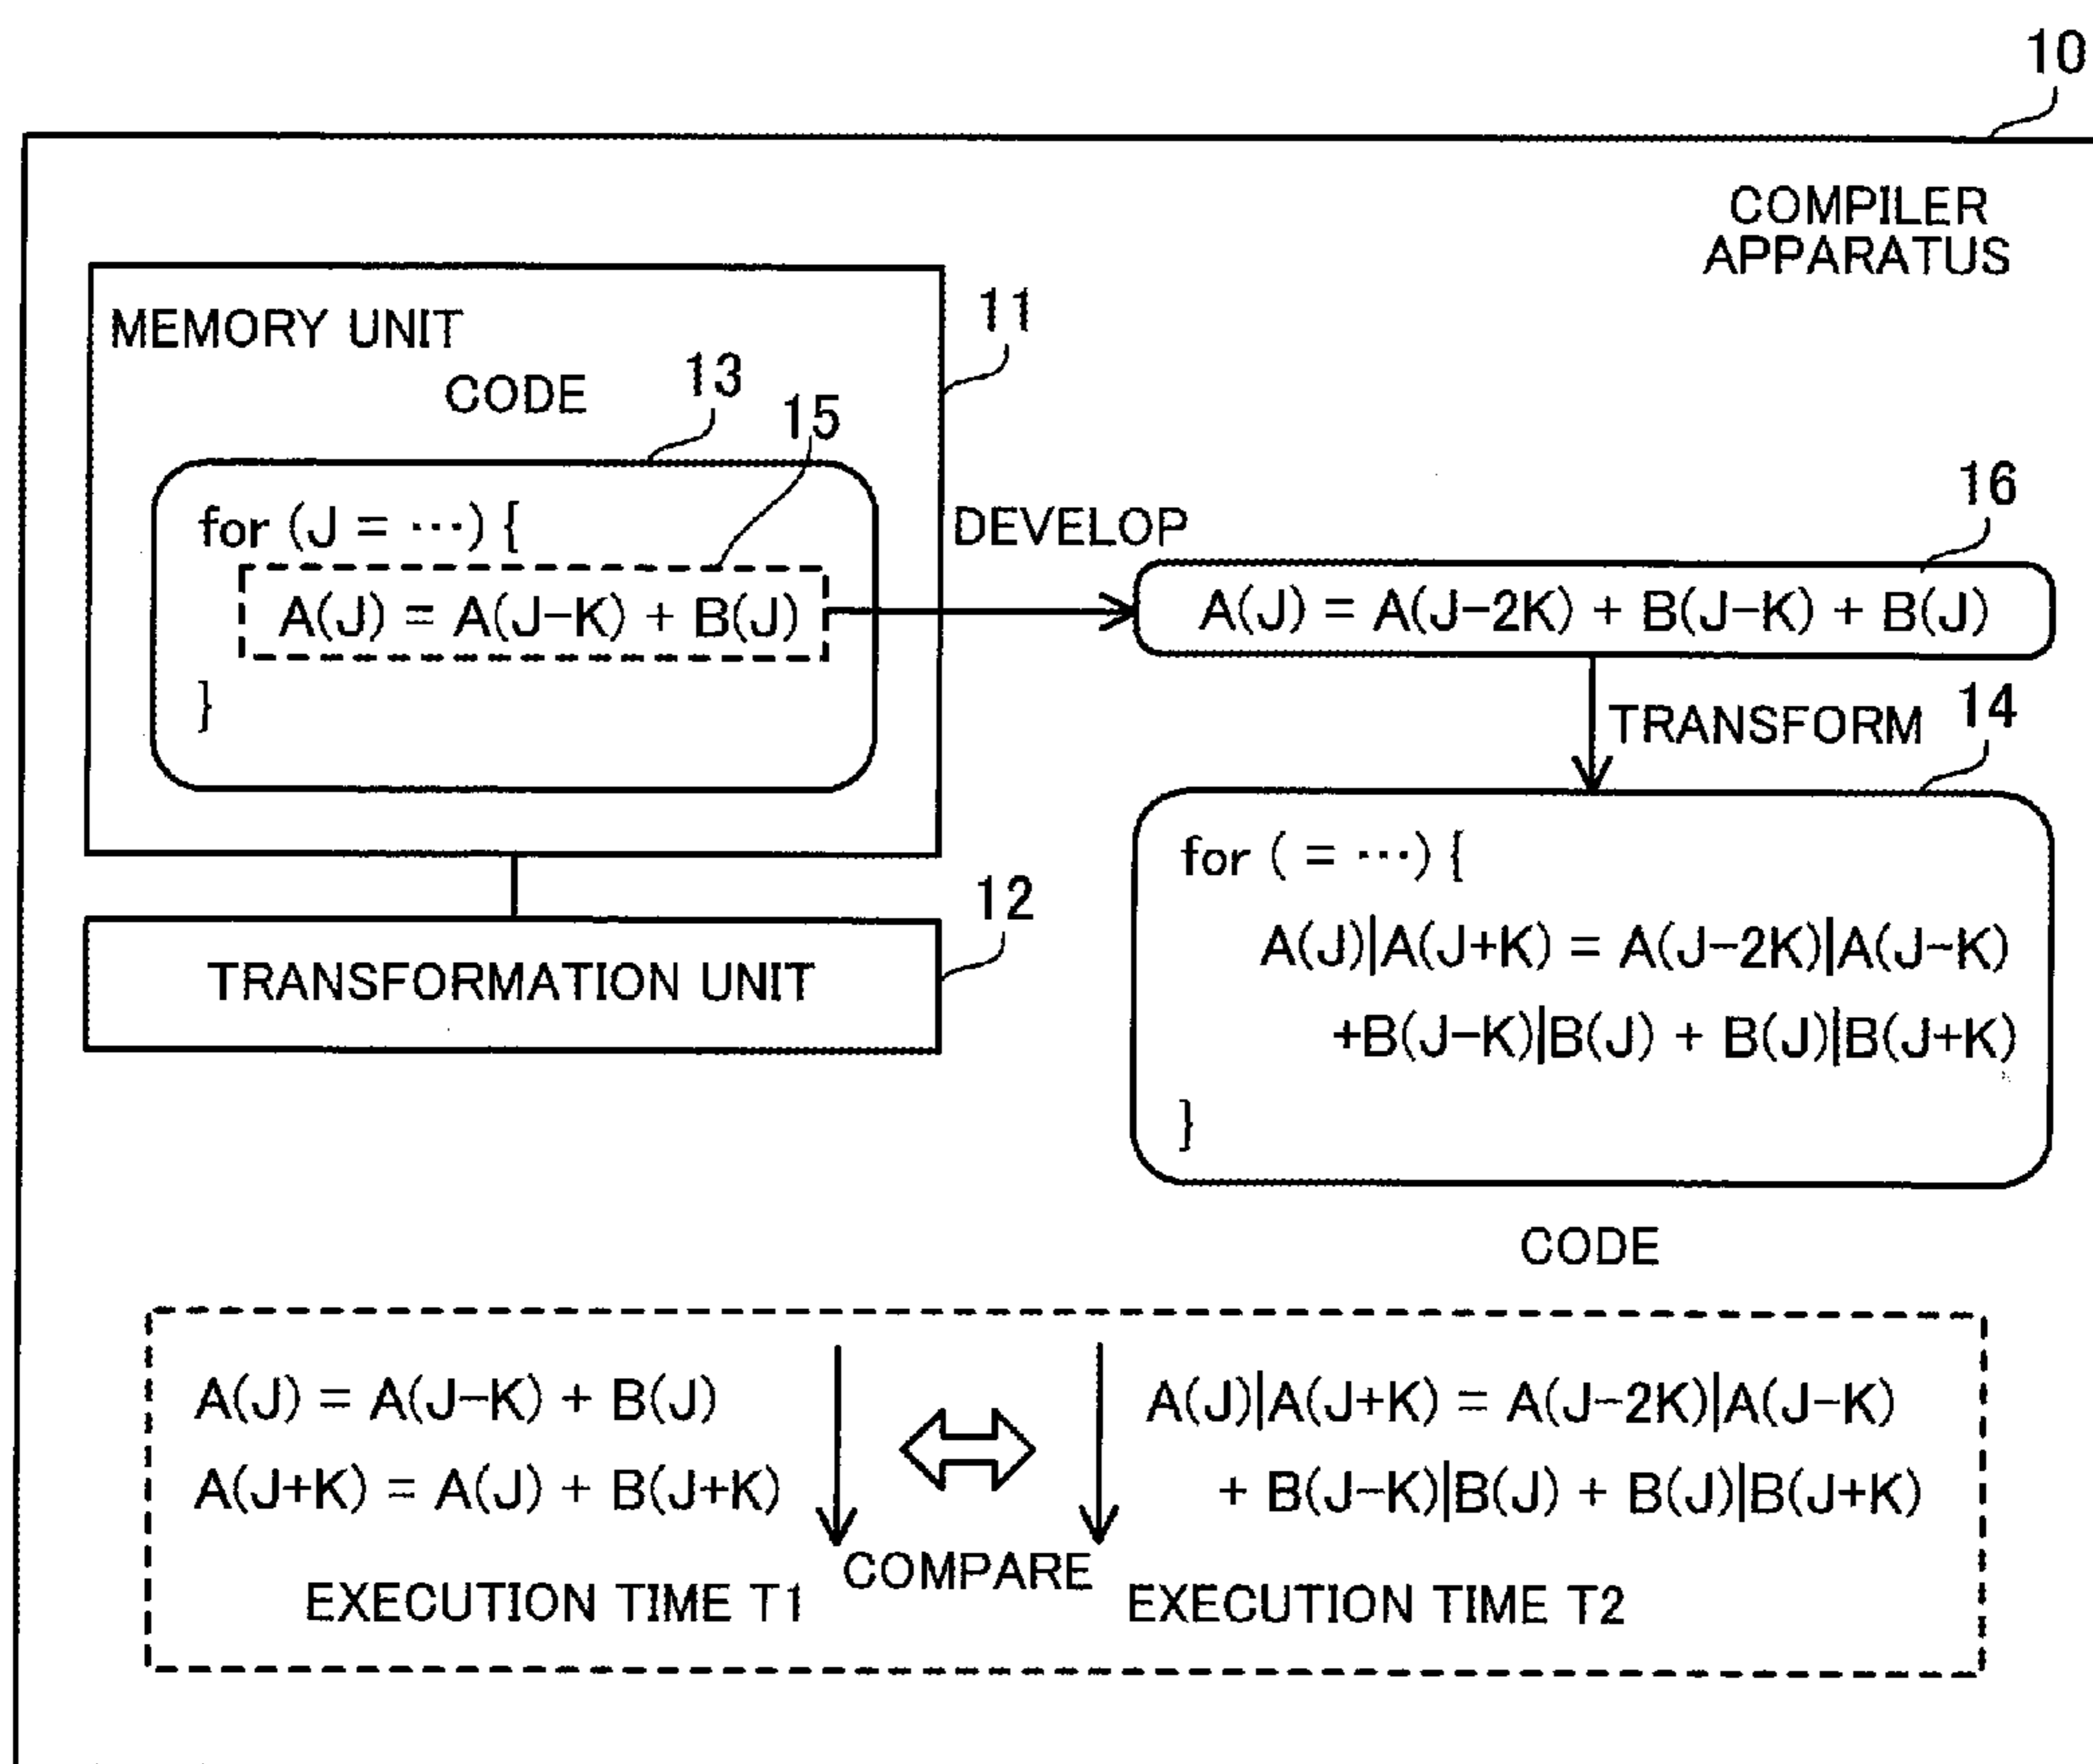 10
COMPILER
APPARATUS
MEMORY UNIT
11
CODE
13
15
for (J = ···) {
A(J) = A(J-K) + B(J)
}
DEVELOP
16
A(J) = A(J-2K) + B(J-K) + B(J)
TRANSFORM
14
for ( = ···) {
A(J)|A(J+K) = A(J-2K)|A(J-K)
+B(J-K)|B(J) + B(J)|B(J+K)
}
CODE
TRANSFORMATION UNIT
12
A(J) = A(J-K) + B(J)
A(J+K) = A(J) + B(J+K)
EXECUTION TIME T1
COMPARE
A(J)|A(J+K) = A(J-2K)|A(J-K)
+ B(J-K)|B(J) + B(J)|B(J+K)
EXECUTION TIME T2